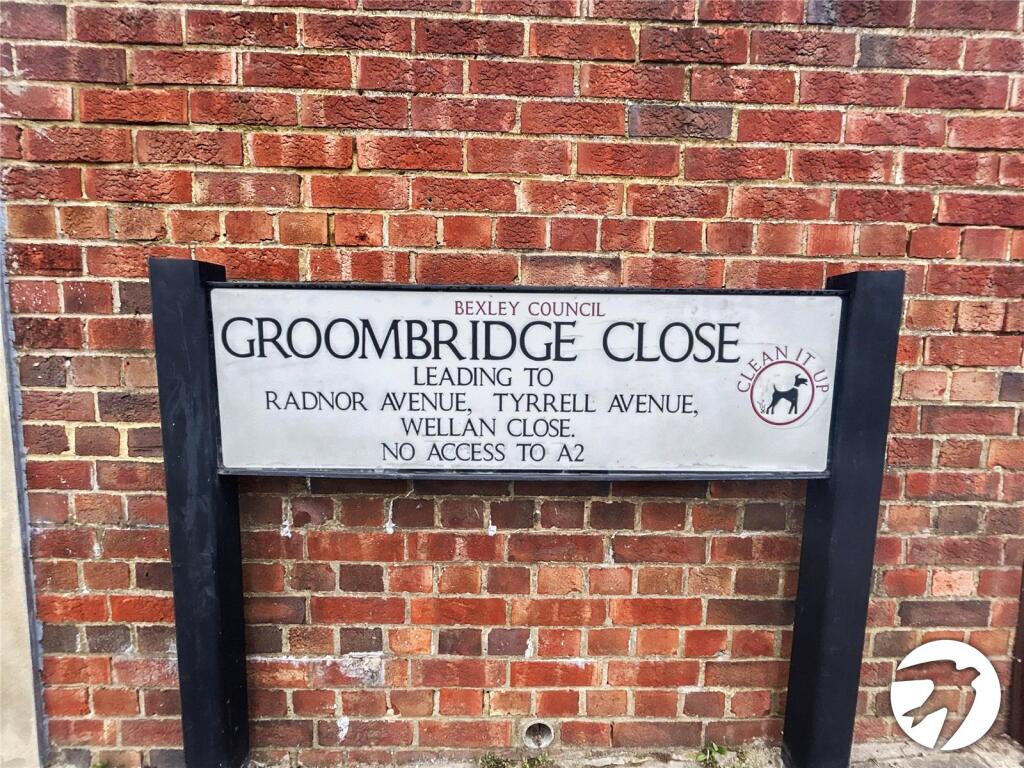 BEXLEY COUNCIL
GROOMBRIDGE CLOSE
LEADING TO
RADNOR AVENUE, TYRRELL AVENUE,
WELLAN CLOSE.
NO ACCESS TO A2
CLEAN IT UP